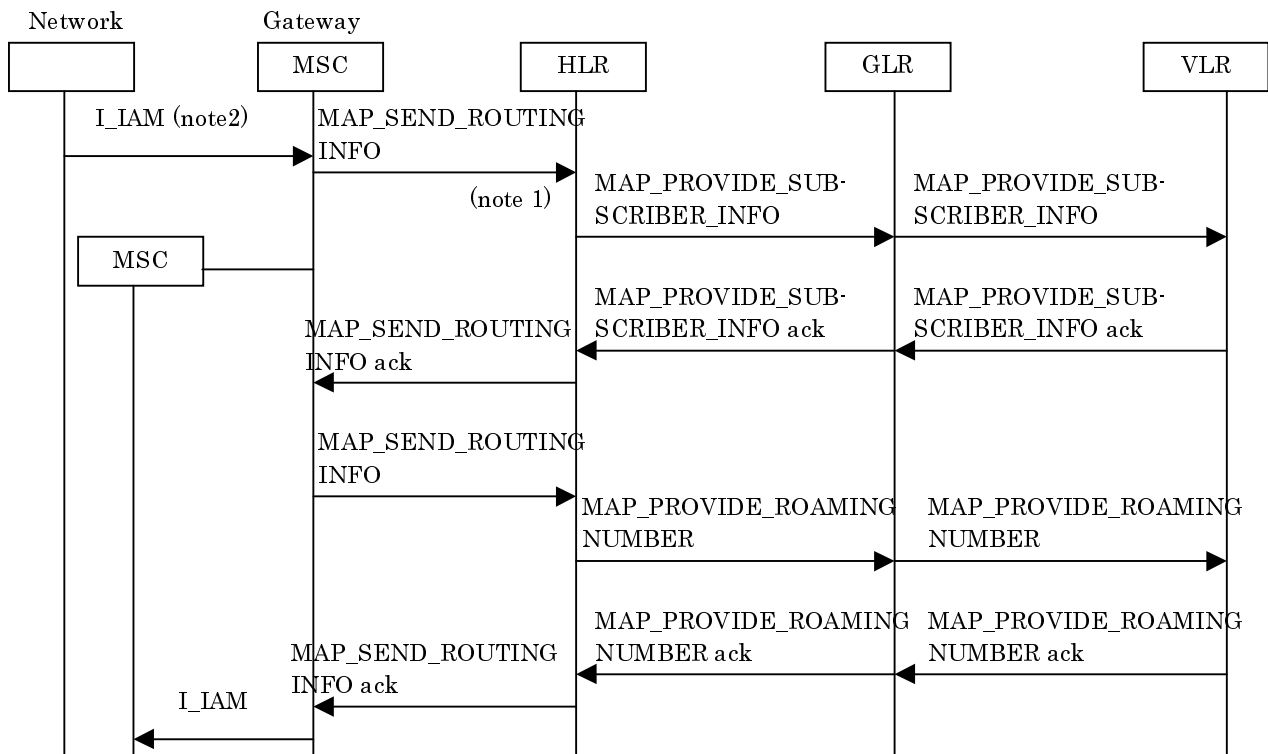 Network
Gateway
MSC
HLR
GLR
VLR
I_IAM (note2)
MAP_SEND_ROUTING
INFO
(note 1)
MAP_PROVIDE_SUB-
SCRIBER_INFO
MAP_PROVIDE_SUB-
SCRIBER_INFO
MSC
MAP_PROVIDE_SUB-
SCRIBER_INFO ack
MAP_PROVIDE_SUB-
SCRIBER_INFO ack
MAP_SEND_ROUTING
INFO ack
MAP_SEND_ROUTING
INFO
MAP_PROVIDE_ROAMING
NUMBER
MAP_PROVIDE_ROAMING
NUMBER
MAP_PROVIDE_ROAMING
NUMBER ack
MAP_PROVIDE_ROAMING
NUMBER ack
MAP_SEND_ROUTING
INFO ack
I_IAM